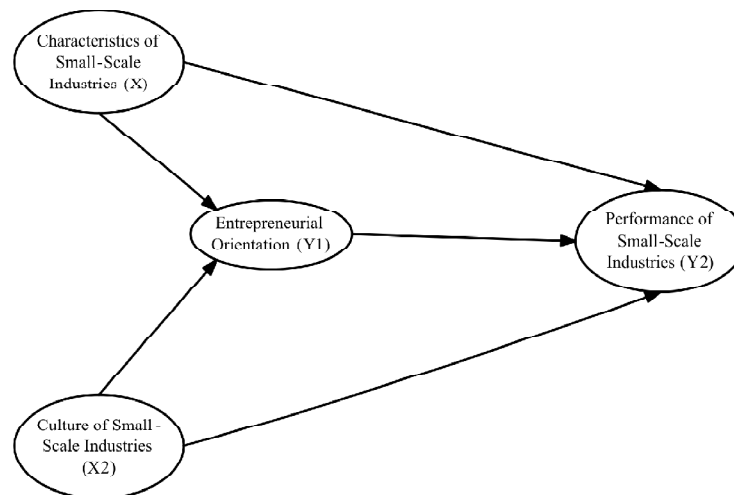 Characteristics of
Small-Scale
Industries (X)
Entrepreneurial
Orientation (Y1)
Performance of
Small-Scale
Industries (Y2)
Culture of Small -
Scale Industries
(X2)